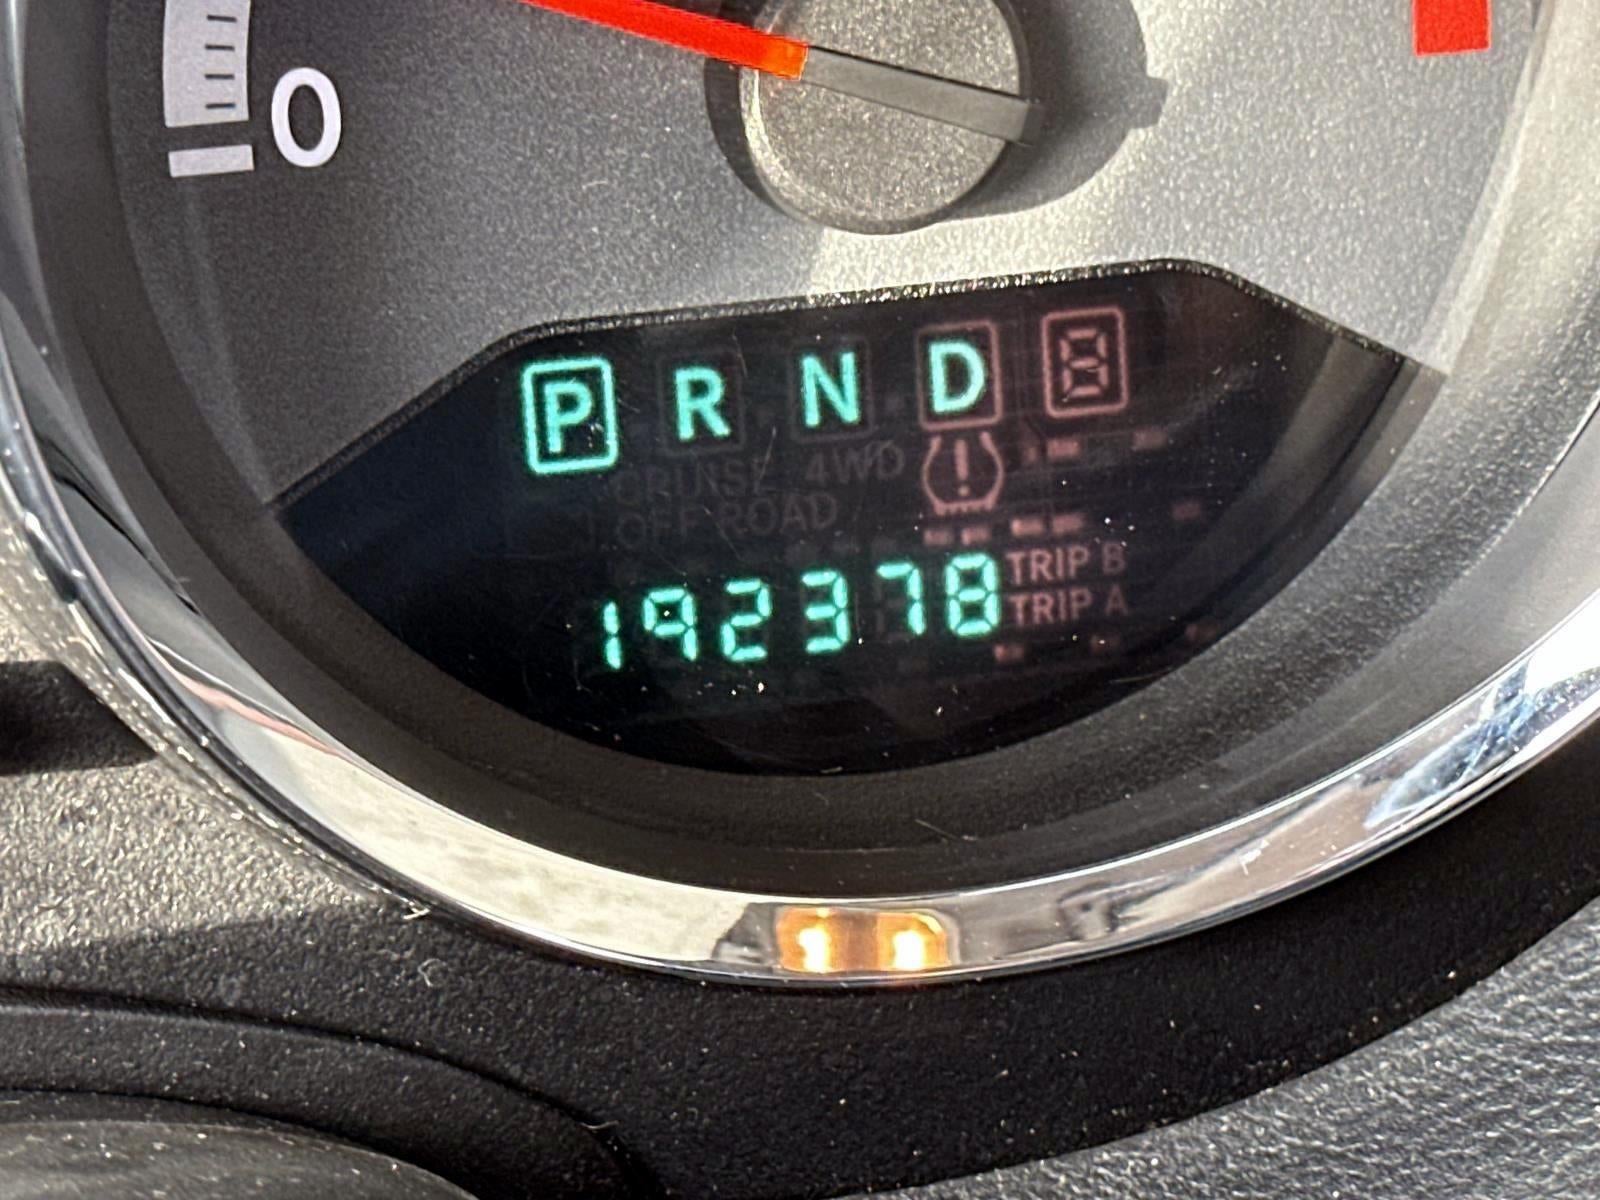 0
P R N D 8
CRUISE 4WD
OFF ROAD
TRIP B
192378
TRIP A